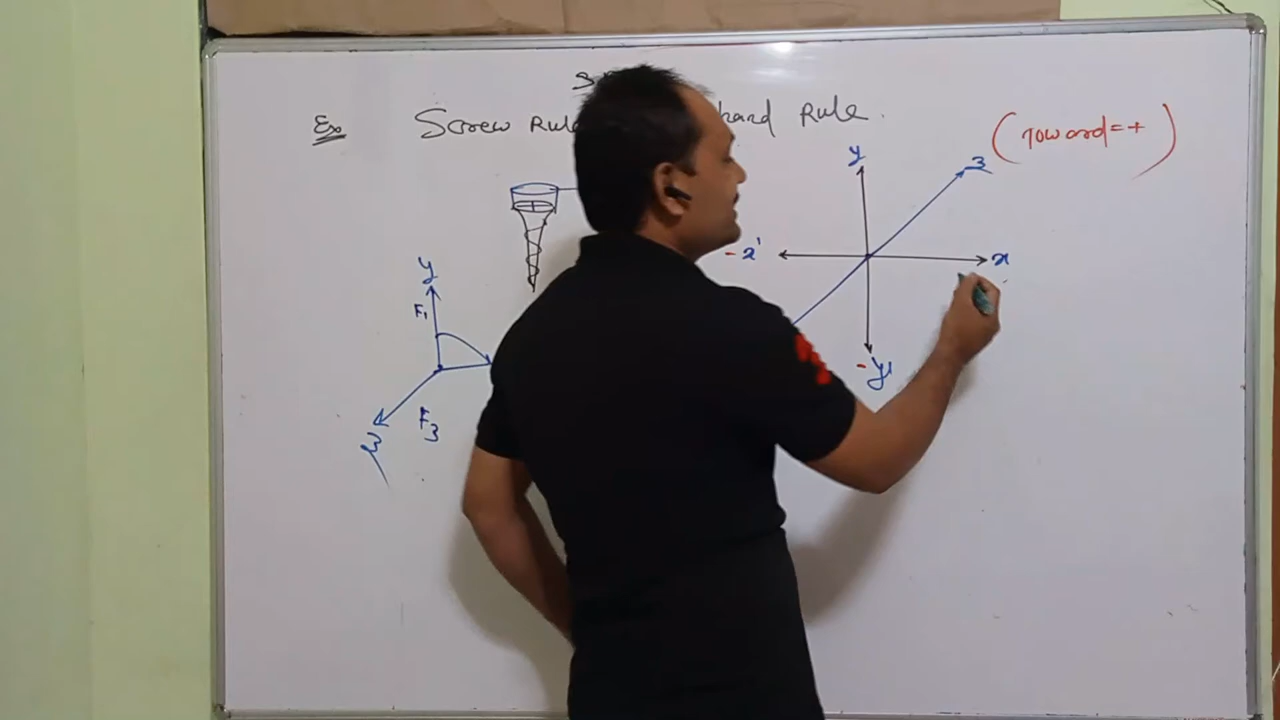 Ex Screw Rule hand Rule.
(Toward=+)
y
3
- x' x
y
F₁
- y'
F₃